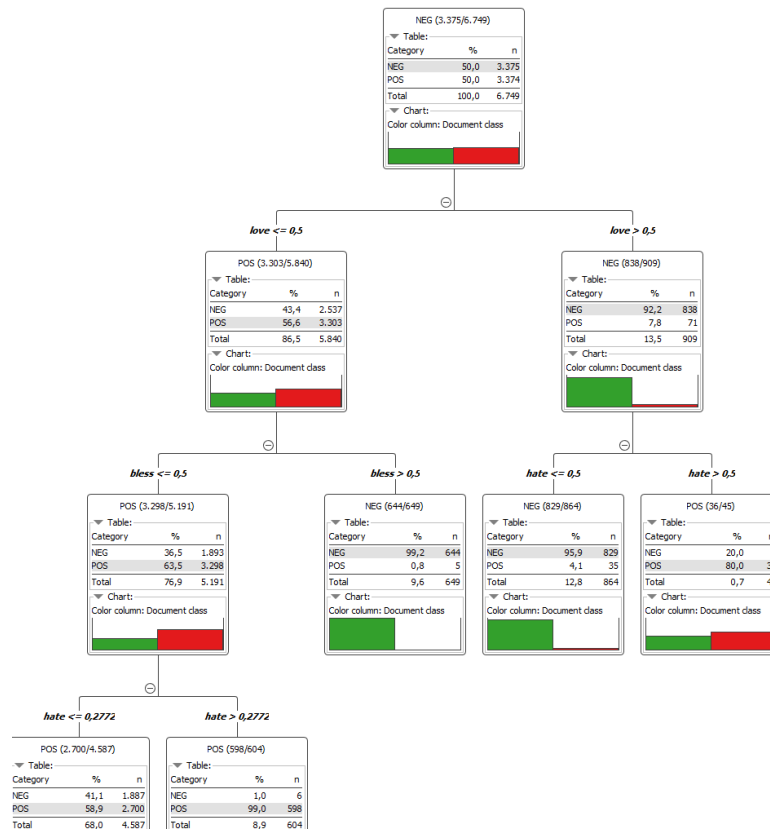 NEG (3.375/6.749)
Table:
Category % n
NEG 50,0 3.375
POS 50,0 3.374
Total 100,0 6.749
Chart:
Color column: Document class
love <= 0,5
love > 0,5
POS (3.303/5.840)
Table:
Category % n
NEG 43,4 2.537
POS 56,6 3.303
Total 86,5 5.840
Chart:
Color column: Document class
NEG (838/909)
Table:
Category % n
NEG 92,2 838
POS 7,8 71
Total 13,5 909
Chart:
Color column: Document class
bless <= 0,5
bless > 0,5
hate <= 0,5
hate > 0,5
POS (3.298/5.191)
Table:
Category % n
NEG 36,5 1.893
POS 63,5 3.298
Total 76,9 5.191
Chart:
Color column: Document class
NEG (644/649)
Table:
Category % n
NEG 99,2 644
POS 0,8 5
Total 9,6 649
Chart:
Color column: Document class
NEG (829/864)
Table:
Category % n
NEG 95,9 829
POS 4,1 35
Total 12,8 864
Chart:
Color column: Document class
POS (36/45)
Table:
Category % n
NEG 20,0
POS 80,0 3
Total 0,7 4
Chart:
Color column: Document class
hate <= 0,2772
hate > 0,2772
POS (2.700/4.587)
Table:
Category % n
NEG 41,1 1.887
POS 58,9 2.700
Total 68,0 4.587
POS (598/604)
Table:
Category % n
NEG 1,0 6
POS 99,0 598
Total 8,9 604